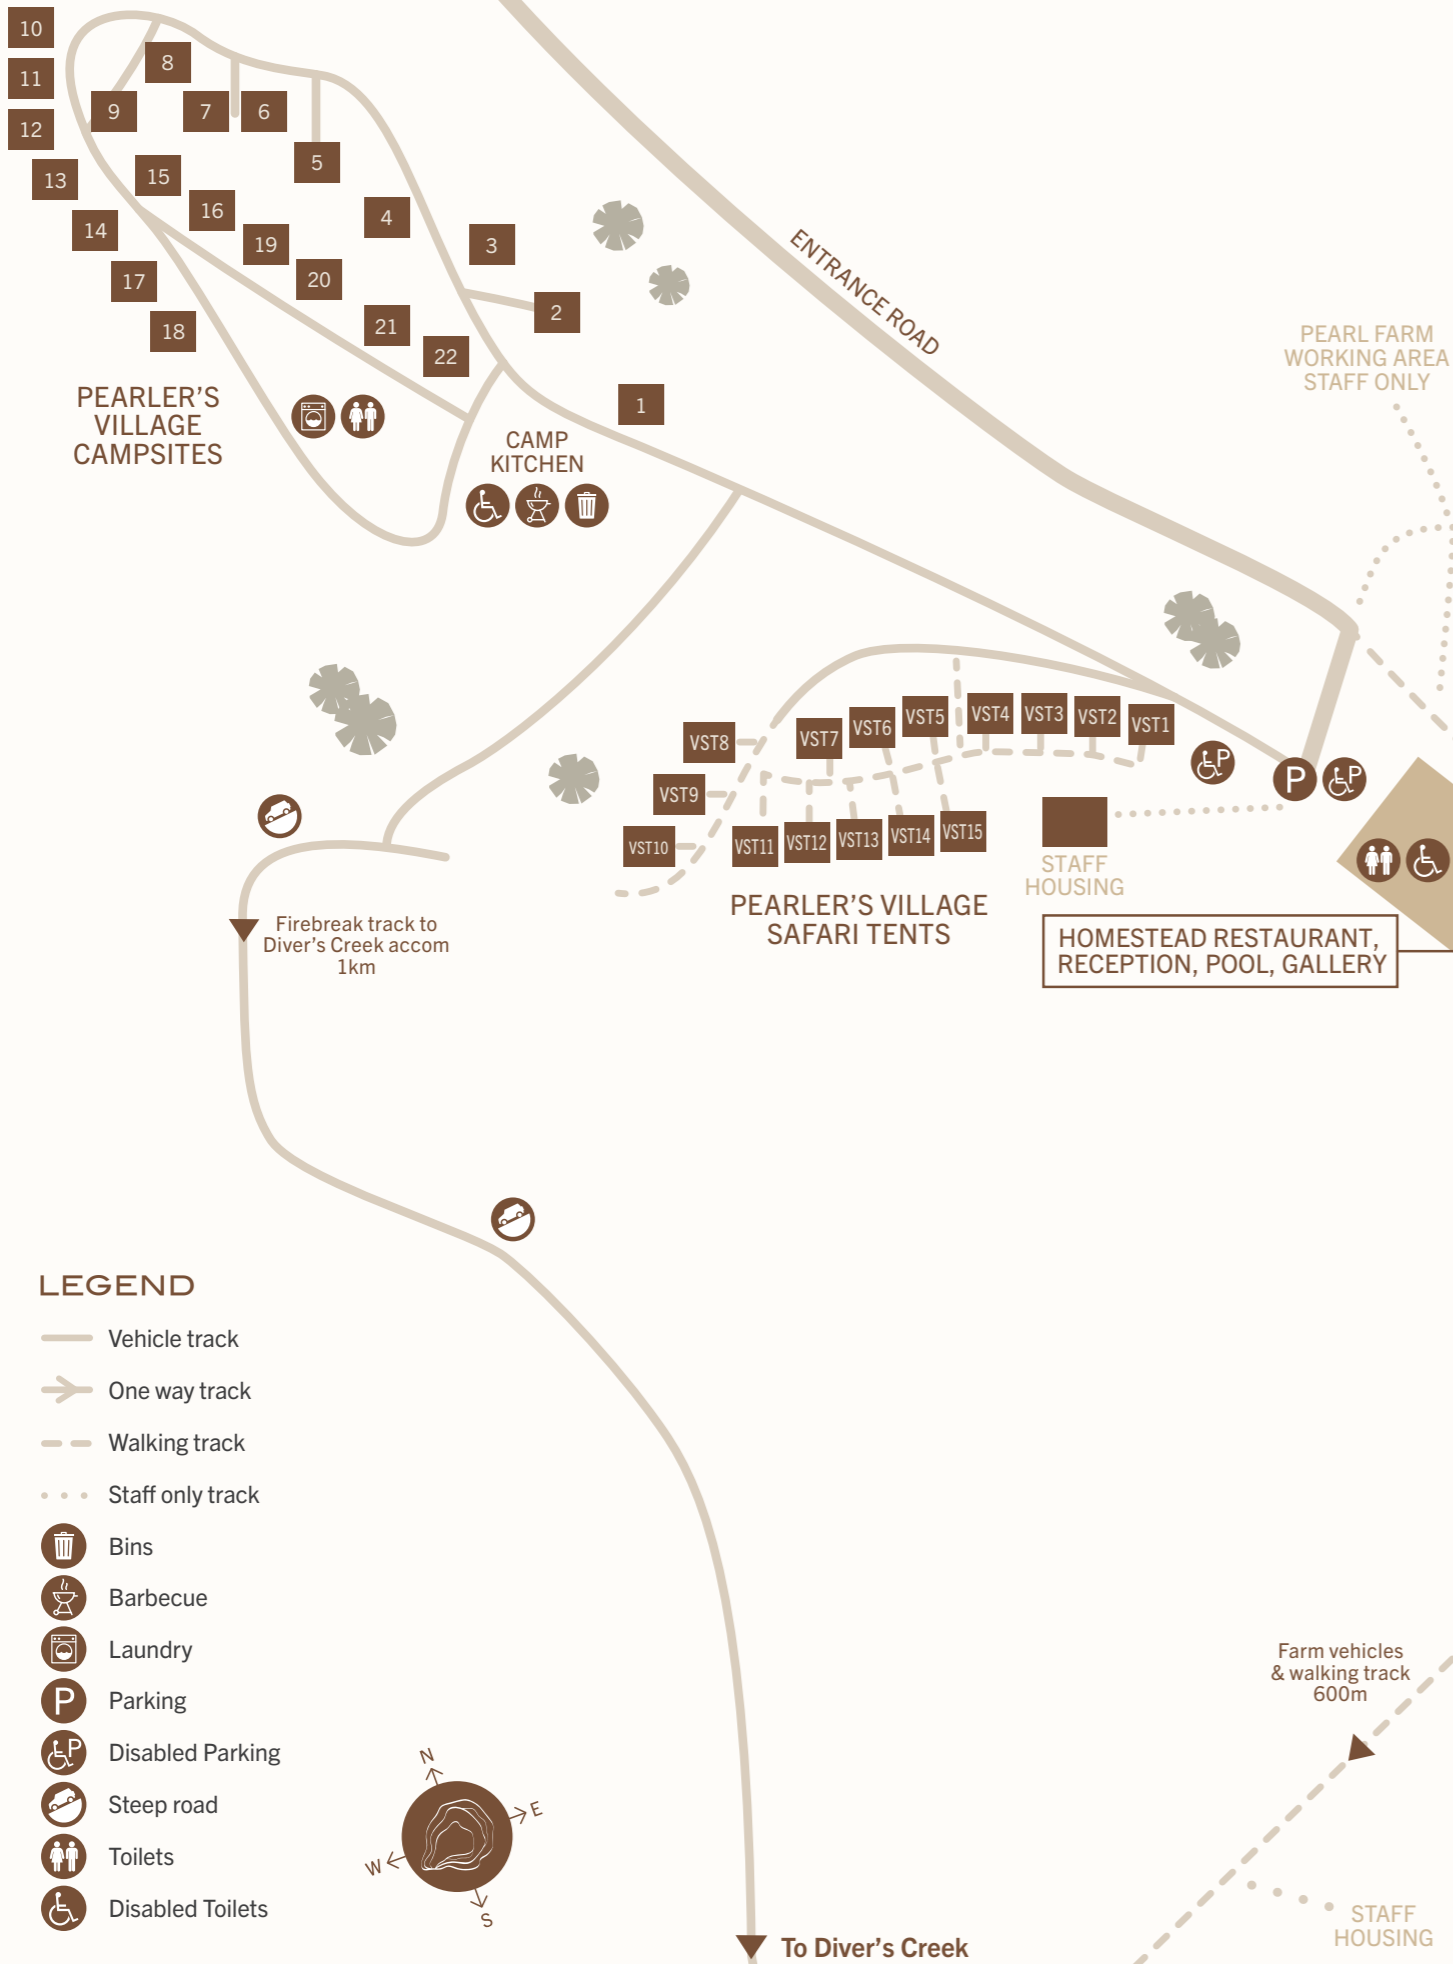 10
11
12
13
14
8
9
7
6
5
15
16
19
20
4
3
2
17
18
21
22
1
PEARLER'S
VILLAGE
CAMPSITES
CAMP
KITCHEN
ENTRANCE ROAD
PEARL FARM
WORKING AREA
STAFF ONLY
VST8
VST9
VST10
VST7
VST6
VST5
VST4
VST3
VST2
VST1
VST11
VST12
VST13
VST14
VST15
P
P
P
STAFF
HOUSING
PEARLER'S VILLAGE
SAFARI TENTS
HOMESTEAD RESTAURANT,
RECEPTION, POOL, GALLERY
Firebreak track to
Diver's Creek accom
1km
LEGEND
Vehicle track
One way track
Walking track
Staff only track
Bins
Barbecue
Laundry
P
Parking
P
Disabled Parking
Steep road
Toilets
Disabled Toilets
N
E
W
S
Farm vehicles
& walking track
600m
STAFF
HOUSING
To Diver's Creek